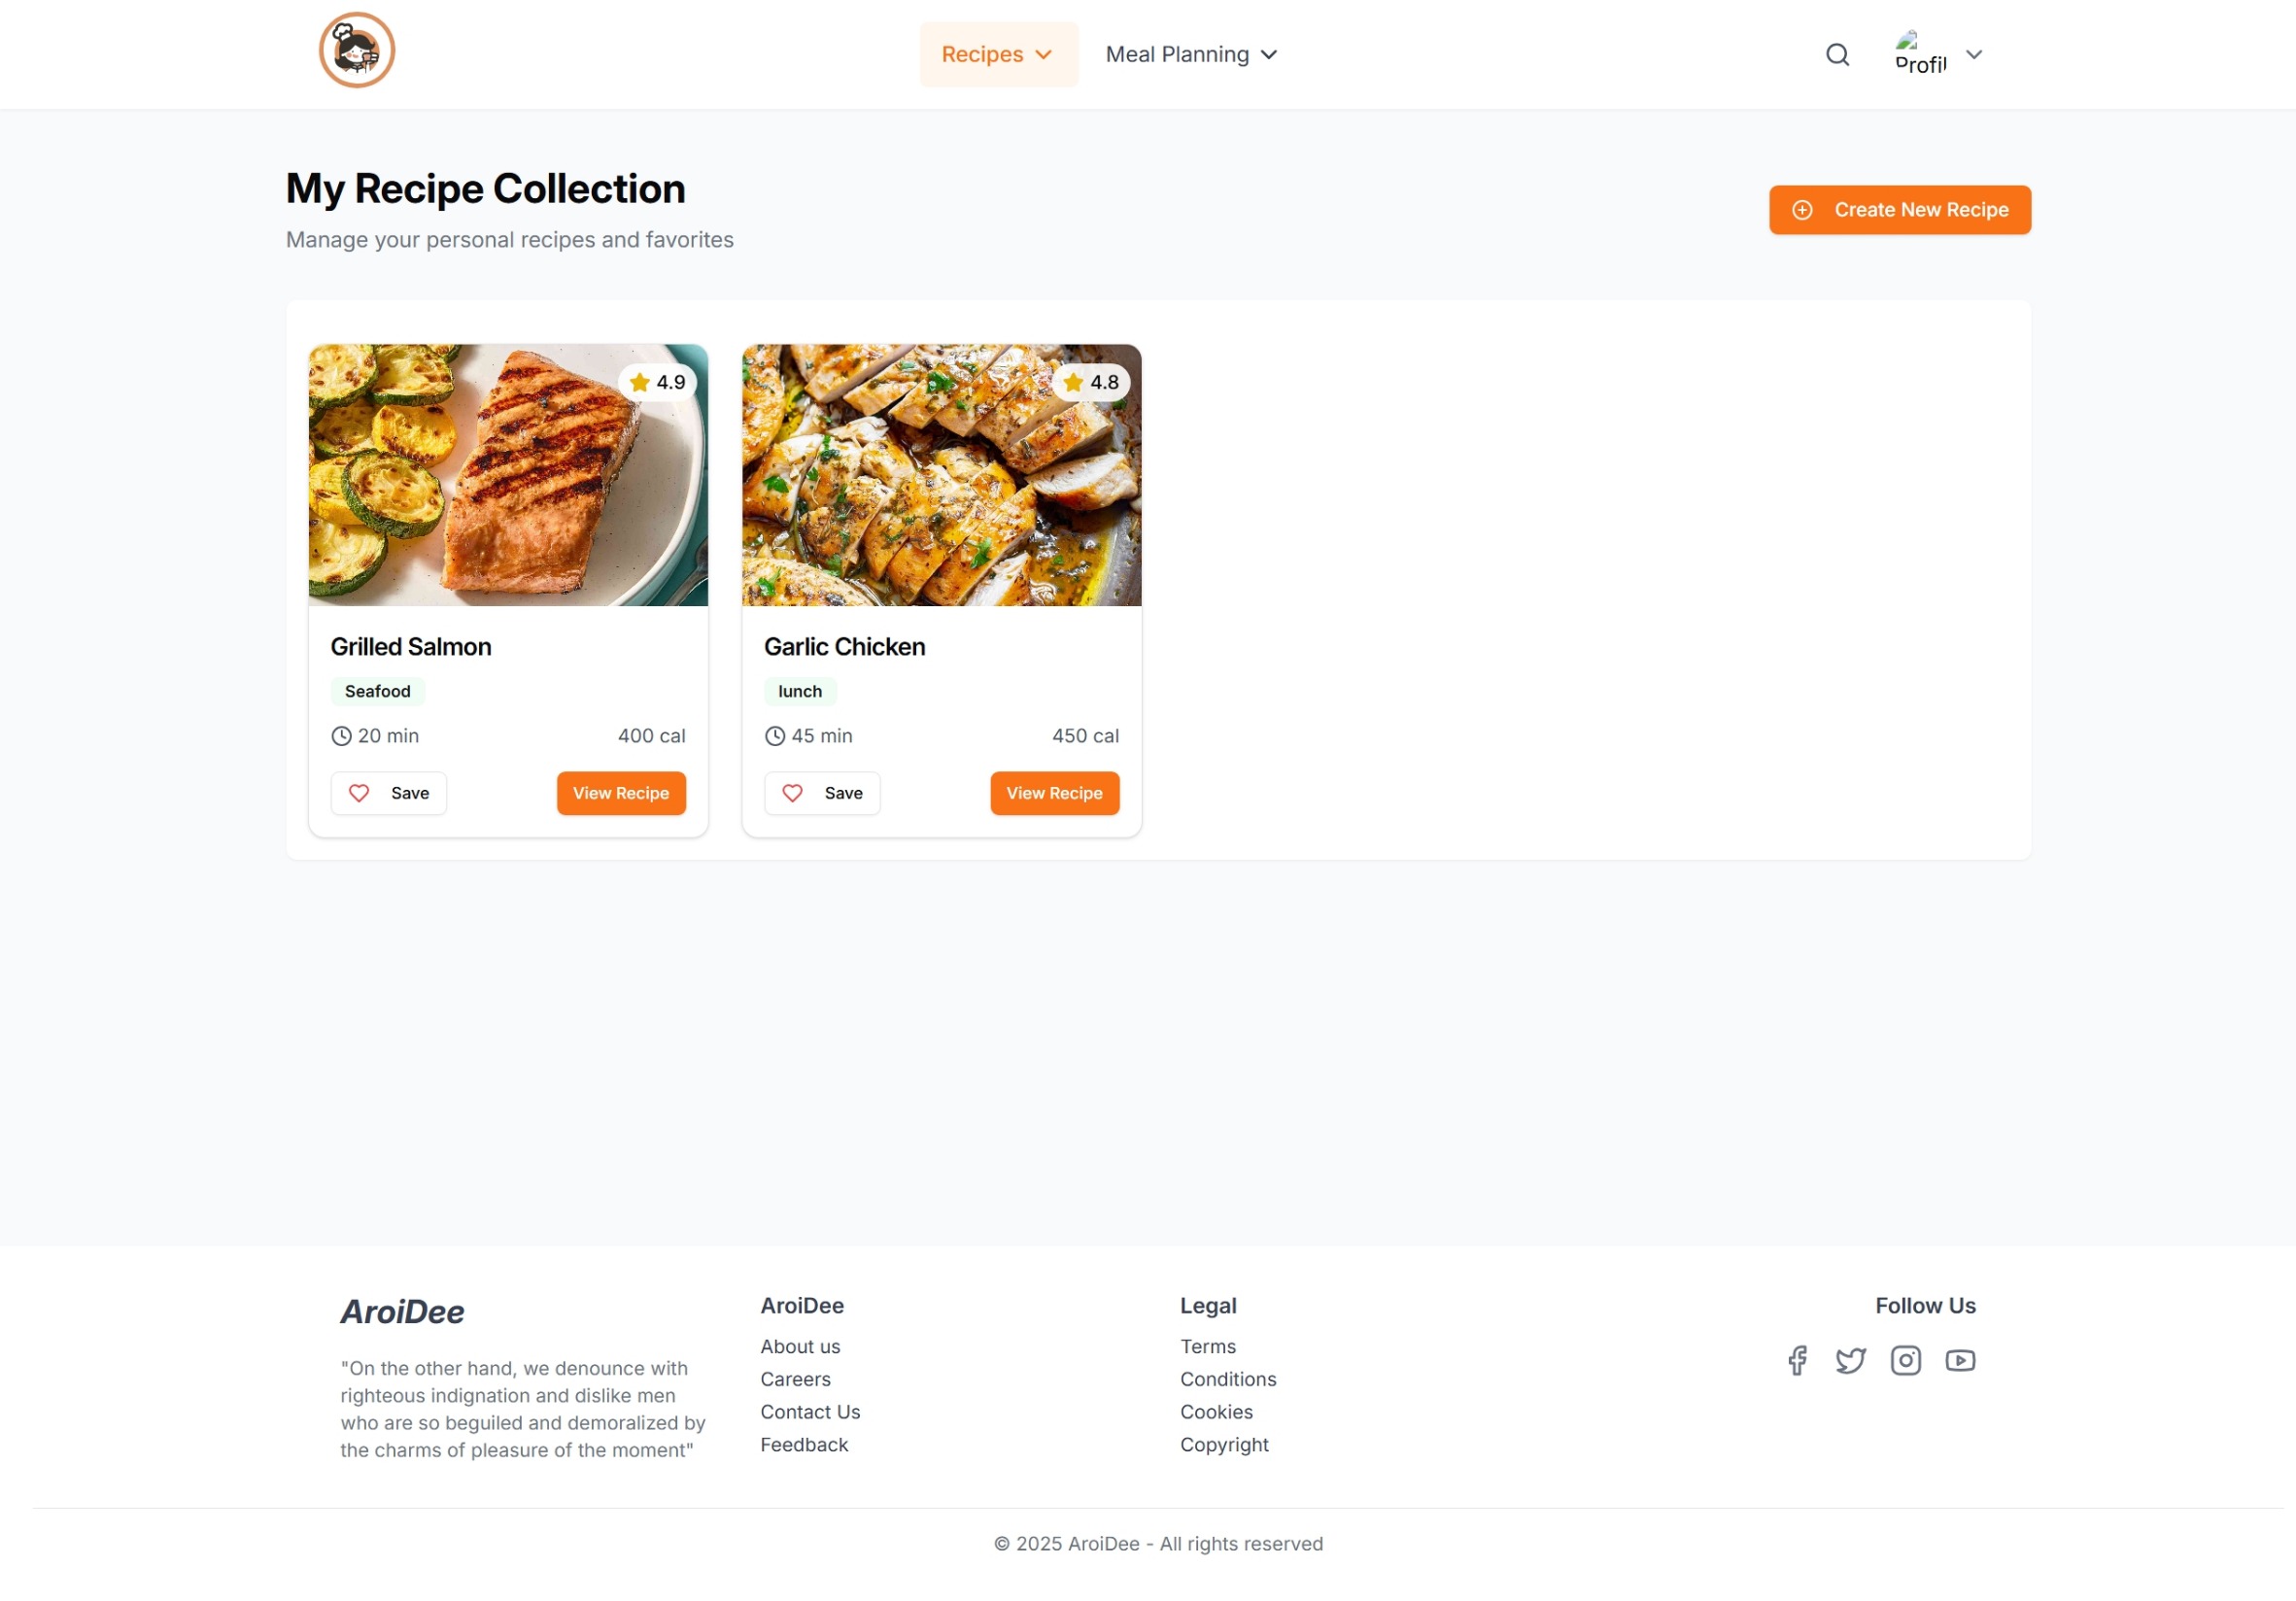 Recipes
Meal Planning
Profil
My Recipe Collection
Manage your personal recipes and favorites
Create New Recipe
4.9
Grilled Salmon
Seafood
20 min 400 cal
Save View Recipe
4.8
Garlic Chicken
lunch
45 min 450 cal
Save View Recipe
AroiDee
"On the other hand, we denounce with
righteous indignation and dislike men
who are so beguiled and demoralized by
the charms of pleasure of the moment"
AroiDee
About us
Careers
Contact Us
Feedback
Legal
Terms
Conditions
Cookies
Copyright
Follow Us
© 2025 AroiDee - All rights reserved